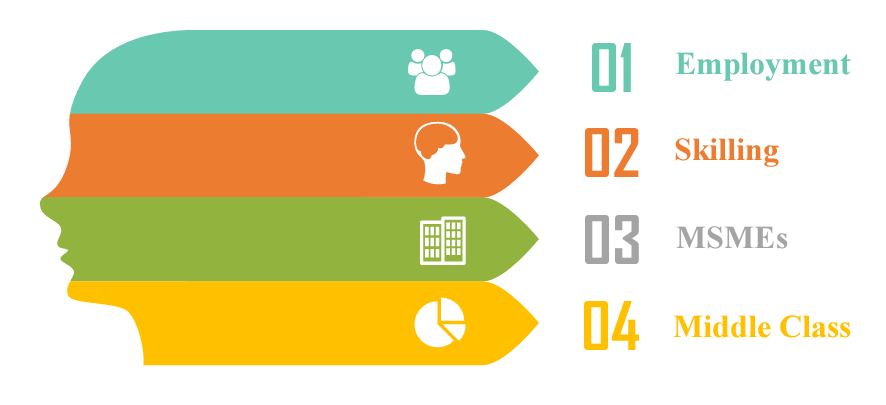 01 Employment
02 Skilling
03 MSMEs
04 Middle Class